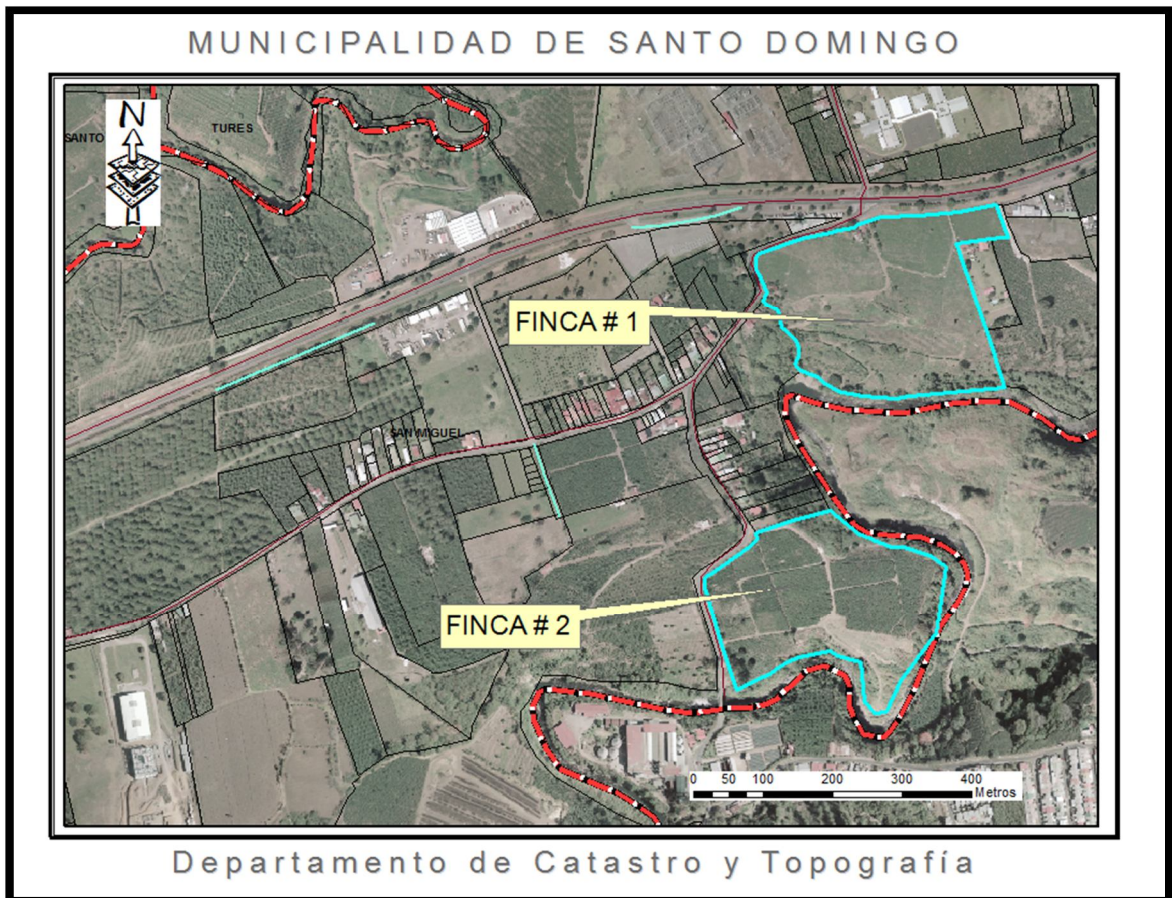 MUNICIPALIDAD DE SANTO DOMINGO
N
SANTO
TURES
FINCA # 1
SAN MIGUEL
FINCA # 2
0 50 100 200 300 400
Metros
Departamento de Catastro y Topografía